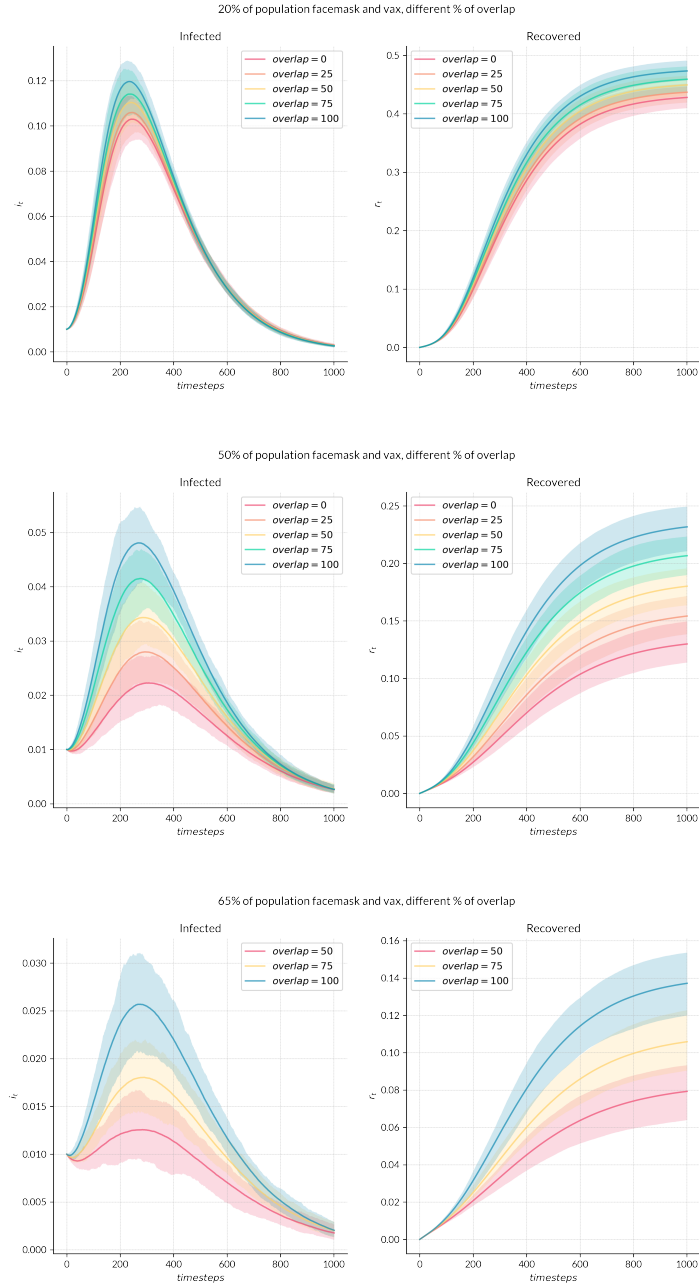 20% of population facemask and vax, different % of overlap
Infected
Recovered
overlap = 0
overlap = 25
overlap = 50
overlap = 75
overlap = 100
0.12
0.10
0.08
0.06
0.04
0.02
0.00
i_t
0 200 400 600 800 1000
timesteps
overlap = 0
overlap = 25
overlap = 50
overlap = 75
overlap = 100
0.5
0.4
0.3
0.2
0.1
0.0
r_t
0 200 400 600 800 1000
timesteps
50% of population facemask and vax, different % of overlap
Infected
Recovered
overlap = 0
overlap = 25
overlap = 50
overlap = 75
overlap = 100
0.05
0.04
0.03
0.02
0.01
0.00
i_t
0 200 400 600 800 1000
timesteps
overlap = 0
overlap = 25
overlap = 50
overlap = 75
overlap = 100
0.25
0.20
0.15
0.10
0.05
0.00
r_t
0 200 400 600 800 1000
timesteps
65% of population facemask and vax, different % of overlap
Infected
Recovered
overlap = 50
overlap = 75
overlap = 100
0.030
0.025
0.020
0.015
0.010
0.005
0.000
i_t
0 200 400 600 800 1000
timesteps
overlap = 50
overlap = 75
overlap = 100
0.16
0.14
0.12
0.10
0.08
0.06
0.04
0.02
0.00
r_t
0 200 400 600 800 1000
timesteps